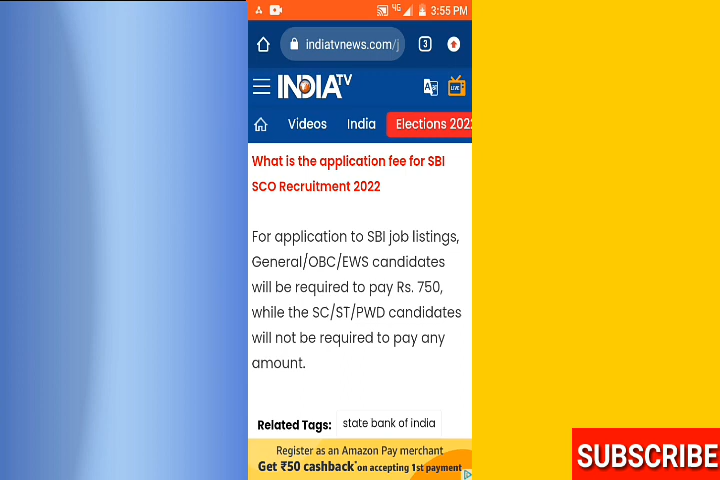 4G 3:55 PM
indiatvnews.com/j
3
INDIA TV
LIVE
Videos India Elections 2022
What is the application fee for SBI
SCO Recruitment 2022
For application to SBI job listings,
General/OBC/EWS candidates
will be required to pay Rs. 750,
while the SC/ST/PWD candidates
will not be required to pay any
amount.
Related Tags: state bank of india
Register as an Amazon Pay merchant
Get ₹50 cashback* on accepting 1st payment
SUBSCRIBE